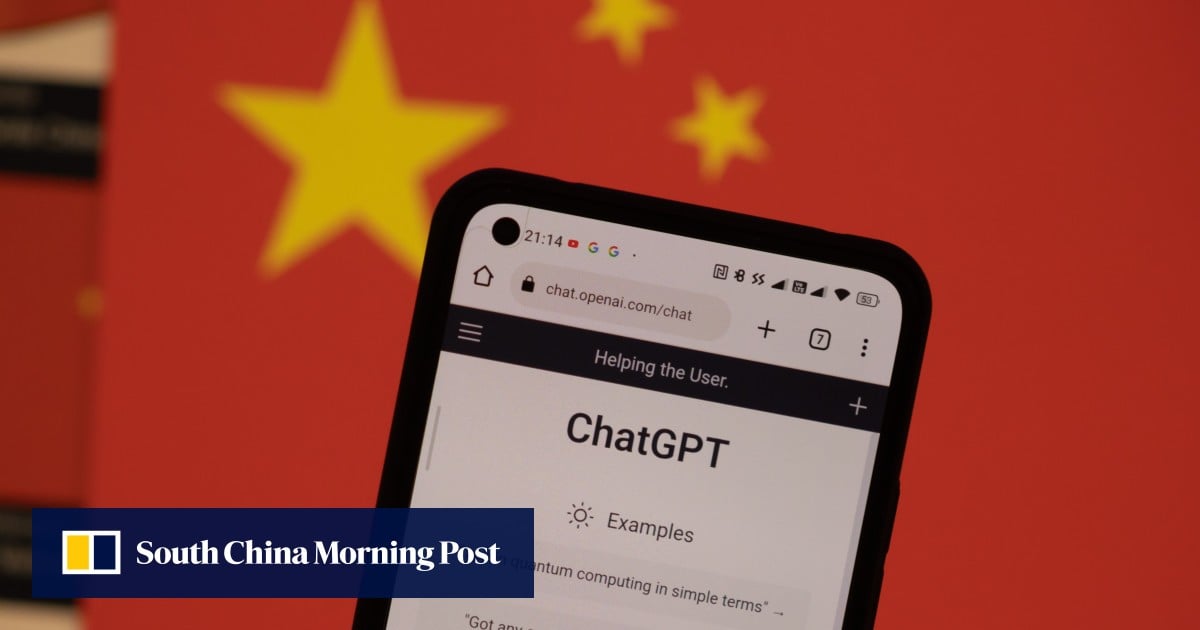 21:14
53
chat.openai.com/chat
7
Helping the User.
ChatGPT
Examples
quantum computing in simple terms" →
"Got any
South China Morning Post